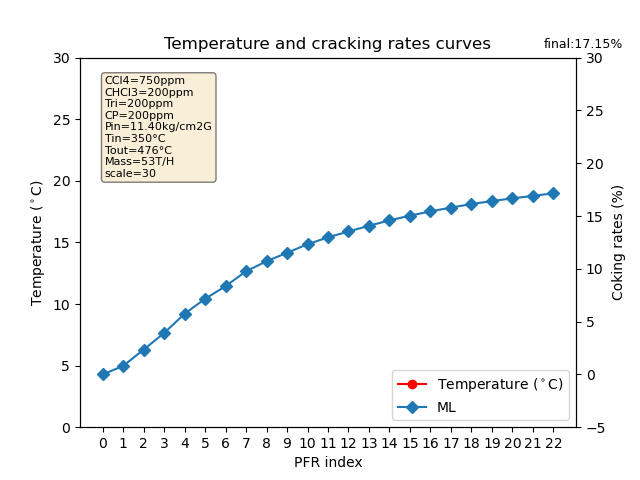 Temperature and cracking rates curves
final:17.15%
CCl4=750ppm
CHCl3=200ppm
Tri=200ppm
CP=200ppm
Pin=11.40kg/cm2G
Tin=350°C
Tout=476°C
Mass=53T/H
scale=30
Temperature (°C)
30
25
20
15
10
5
0
Coking rates (%)
30
25
20
15
10
5
0
−5
Temperature (°C)
ML
0 1 2 3 4 5 6 7 8 9 10 11 12 13 14 15 16 17 18 19 20 21 22
PFR index